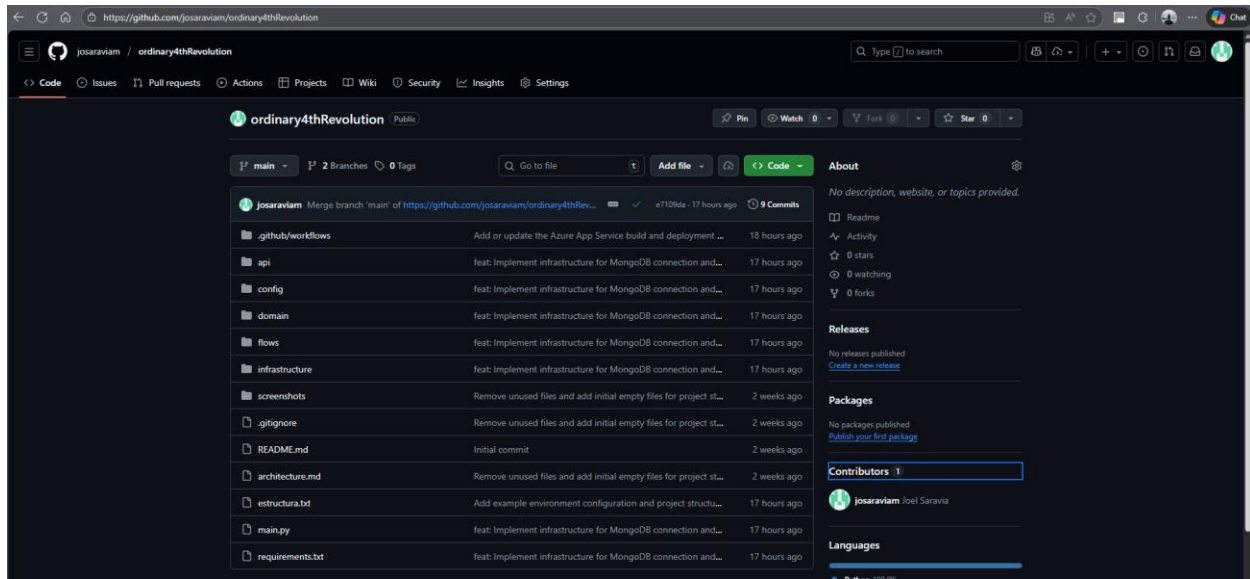 https://github.com/josaraviam/ordinary4thRevolution
Chat
josaraviam / ordinary4thRevolution
Type / to search
Code Issues Pull requests Actions Projects Wiki Security Insights Settings
ordinary4thRevolution Public
Pin Watch 0 Fork 0 Star 0
main 2 Branches 0 Tags Go to file t Add file Code
josaraviam Merge branch 'main' of https://github.com/josaraviam/ordinary4thRev... e7109da · 17 hours ago 9 Commits
.github/workflows Add or update the Azure App Service build and deployment ... 18 hours ago
api feat: Implement infrastructure for MongoDB connection and... 17 hours ago
config feat: Implement infrastructure for MongoDB connection and... 17 hours ago
domain feat: Implement infrastructure for MongoDB connection and... 17 hours ago
flows feat: Implement infrastructure for MongoDB connection and... 17 hours ago
infrastructure feat: Implement infrastructure for MongoDB connection and... 17 hours ago
screenshots Remove unused files and add initial empty files for project st... 2 weeks ago
.gitignore Remove unused files and add initial empty files for project st... 2 weeks ago
README.md Initial commit 2 weeks ago
architecture.md Remove unused files and add initial empty files for project st... 2 weeks ago
estructura.txt Add example environment configuration and project structu... 17 hours ago
main.py feat: Implement infrastructure for MongoDB connection and... 17 hours ago
requirements.txt feat: Implement infrastructure for MongoDB connection and... 17 hours ago
About
No description, website, or topics provided.
Readme
Activity
0 stars
0 watching
0 forks
Releases
No releases published
Create a new release
Packages
No packages published
Publish your first package
Contributors 1
josaraviam Joel Saravia
Languages